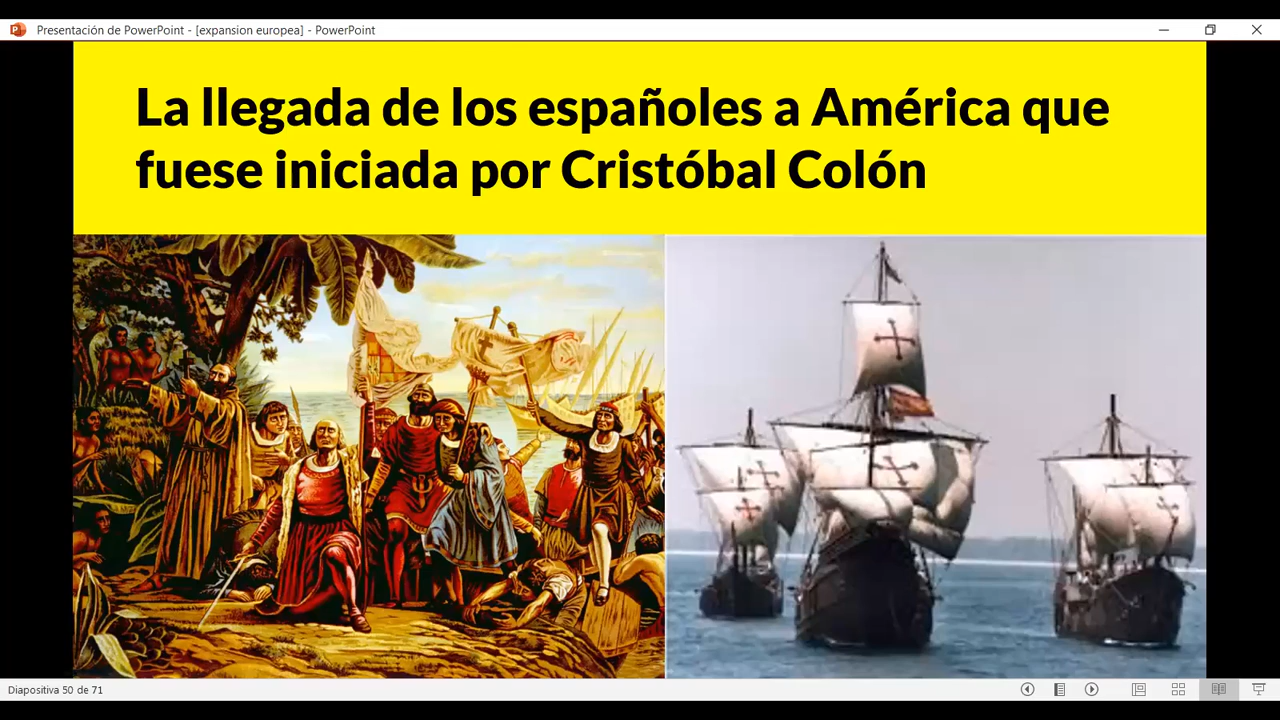 Presentación de PowerPoint - [expansion europea] - PowerPoint
La llegada de los españoles a América que
fuese iniciada por Cristóbal Colón
Diapositiva 50 de 71